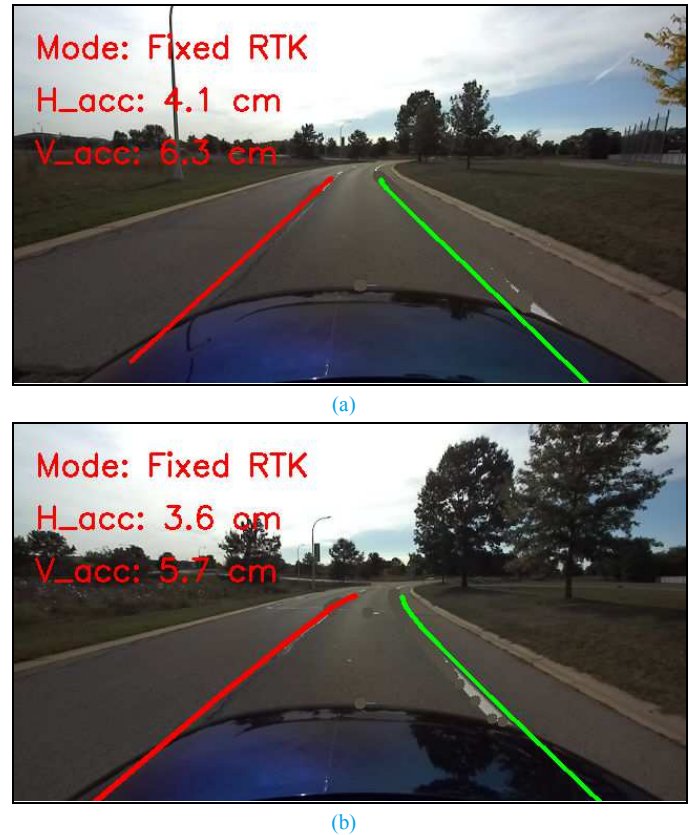 Mode: Fixed RTK
H_acc: 4.1 cm
V_acc: 6.3 cm
(a)
Mode: Fixed RTK
H_acc: 3.6 cm
V_acc: 5.7 cm
(b)